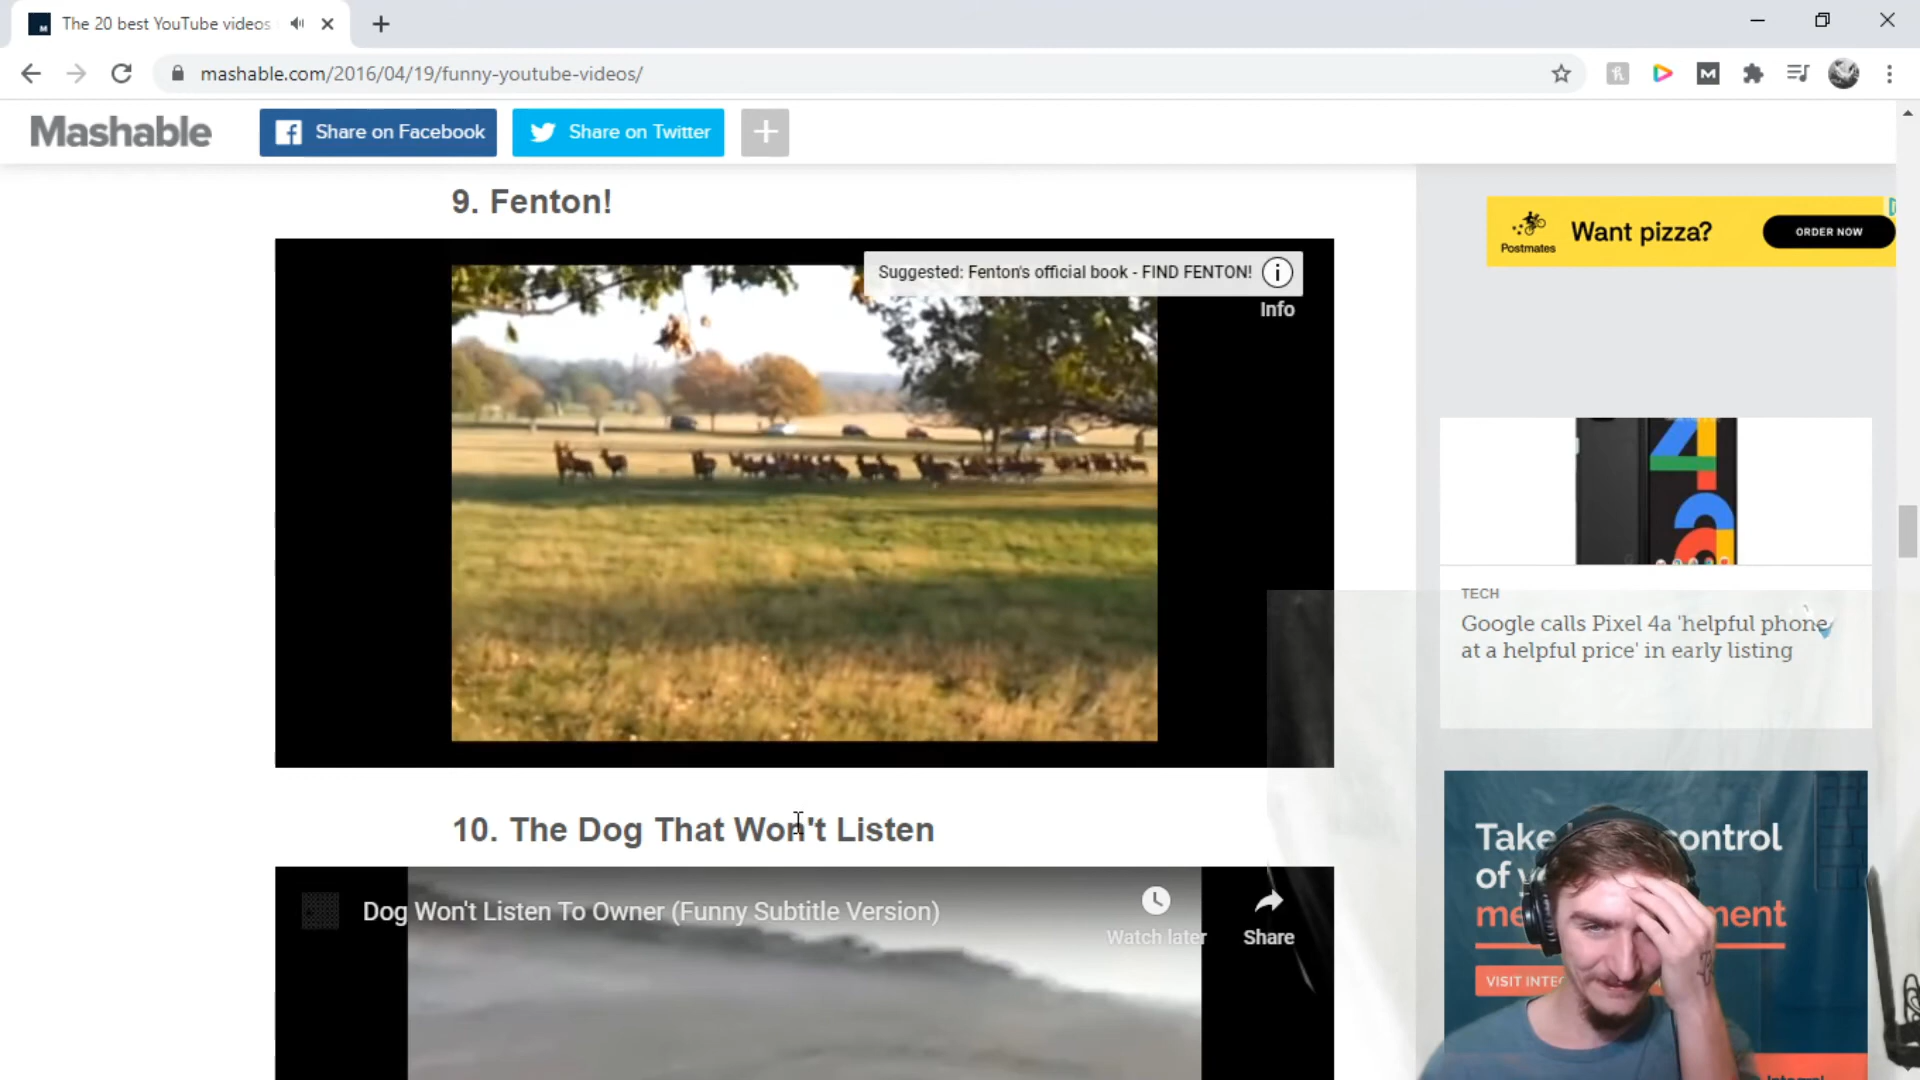 The 20 best YouTube videos
mashable.com/2016/04/19/funny-youtube-videos/
Mashable
Share on Facebook
Share on Twitter
9. Fenton!
Suggested: Fenton's official book - FIND FENTON!
Info
Postmates
Want pizza?
ORDER NOW
TECH
Google calls Pixel 4a 'helpful phone
at a helpful price' in early listing
10. The Dog That Won't Listen
Dog Won't Listen To Owner (Funny Subtitle Version)
Watch later
Share
Take control
of
VISIT